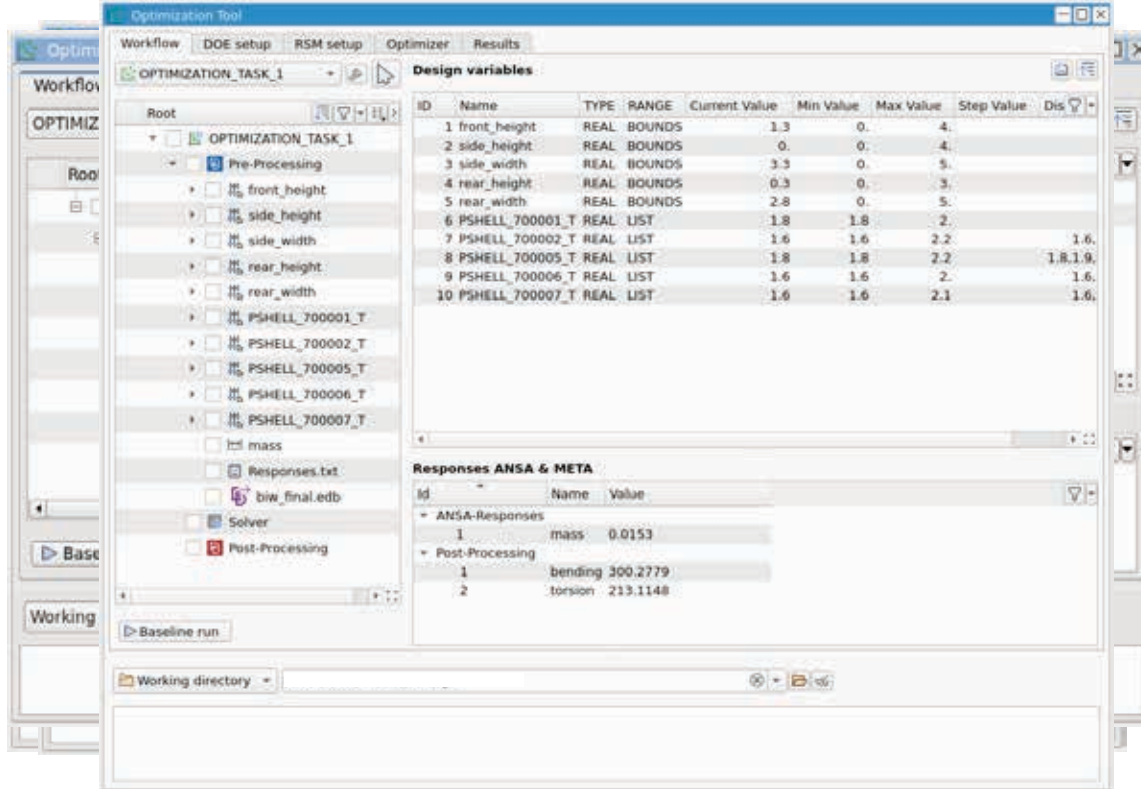 Optimization Tool
Optim
Workflow DOE setup RSM setup Optimizer Results
Workflo
OPTIMIZATION_TASK_1 Design variables
OPTIMIZ
Root
Roo
OPTIMIZATION_TASK_1
Pre-Processing
front_height
side_height
side_width
rear_height
rear_width
PSHELL_700001_T
PSHELL_700002_T
PSHELL_700005_T
PSHELL_700006_T
PSHELL_700007_T
mass
Responses.txt
biw_final.edb
Solver
Post-Processing
Baseline run
Base
ID Name TYPE RANGE Current Value Min Value Max Value Step Value Dis
1 front_height REAL BOUNDS 1.3 0. 4.
2 side_height REAL BOUNDS 0. 0. 4.
3 side_width REAL BOUNDS 3.3 0. 5.
4 rear_height REAL BOUNDS 0.3 0. 3.
5 rear_width REAL BOUNDS 2.8 0. 5.
6 PSHELL_700001_T REAL LIST 1.8 1.8 2.
7 PSHELL_700002_T REAL LIST 1.6 1.6 2.2 1.6.
8 PSHELL_700005_T REAL LIST 1.8 1.8 2.2 1.8.1.9.
9 PSHELL_700006_T REAL LIST 1.6 1.6 2. 1.6.
10 PSHELL_700007_T REAL LIST 1.6 1.6 2.1 1.6.
Responses ANSA & META
Id Name Value
ANSA-Responses
1 mass 0.0153
Post-Processing
1 bending 300.2779
2 torsion 213.1148
Working directory
Working